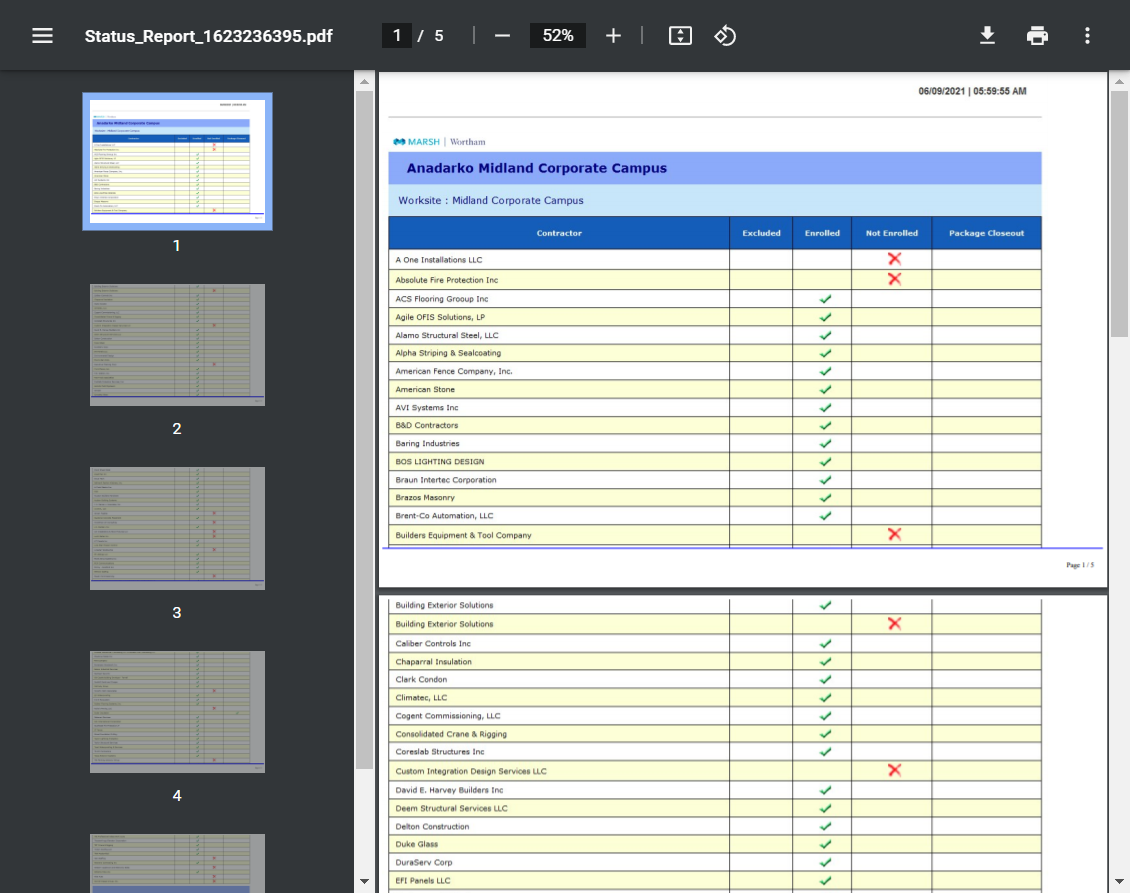 Status_Report_1623236395.pdf
1 / 5
52%
06/09/2021 | 05:59:55 AM
MARSH | Wortham
Anadarko Midland Corporate Campus
Worksite : Midland Corporate Campus
Contractor Excluded Enrolled Not Enrolled Package Closeout
A One Installations LLC
Absolute Fire Protection Inc
ACS Flooring Grooup Inc
Agile OFIS Solutions, LP
Alamo Structural Steel, LLC
Alpha Striping & Sealcoating
American Fence Company, Inc.
American Stone
AVI Systems Inc
B&D Contractors
Baring Industries
BOS LIGHTING DESIGN
Braun Intertec Corporation
Brazos Masonry
Brent-Co Automation, LLC
Builders Equipment & Tool Company
Page 1 / 5
Building Exterior Solutions
Building Exterior Solutions
Caliber Controls Inc
Chaparral Insulation
Clark Condon
Climatec, LLC
Cogent Commissioning, LLC
Consolidated Crane & Rigging
Coreslab Structures Inc
Custom Integration Design Services LLC
David E. Harvey Builders Inc
Deem Structural Services LLC
Delton Construction
Duke Glass
DuraServ Corp
EFI Panels LLC
1
2
3
4